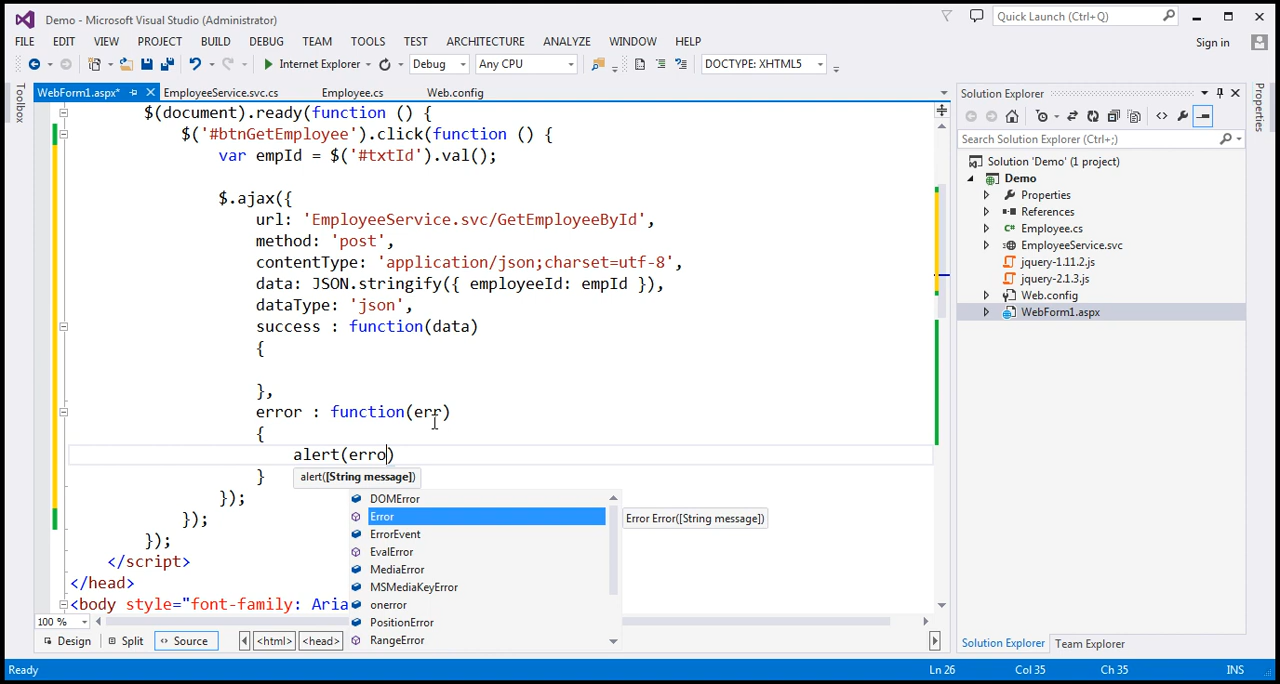 Demo - Microsoft Visual Studio (Administrator)
Quick Launch (Ctrl+Q)
FILE EDIT VIEW PROJECT BUILD DEBUG TEAM TOOLS TEST ARCHITECTURE ANALYZE WINDOW HELP
Sign in
Internet Explorer Debug Any CPU DOCTYPE: XHTML5
Toolbox
WebForm1.aspx* EmployeeService.svc.cs Employee.cs Web.config
$(document).ready(function () {
$('#btnGetEmployee').click(function () {
var empId = $('#txtId').val();
$.ajax({
url: 'EmployeeService.svc/GetEmployeeById',
method: 'post',
contentType: 'application/json;charset=utf-8',
data: JSON.stringify({ employeeId: empId }),
dataType: 'json',
success : function(data)
{
},
error : function(err)
{
alert(erro)
}
alert([String message])
});
});
});
</script>
</head>
<body style="font-family: Aria
DOMError
Error
ErrorEvent
EvalError
MediaError
MSMediaKeyError
onerror
PositionError
RangeError
Error Error([String message])
100 %
Design Split Source <html> <head>
Solution Explorer
Search Solution Explorer (Ctrl+;)
Solution 'Demo' (1 project)
Demo
Properties
References
Employee.cs
EmployeeService.svc
jquery-1.11.2.js
jquery-2.1.3.js
Web.config
WebForm1.aspx
Solution Explorer Team Explorer
Properties
Ready Ln 26 Col 35 Ch 35 INS